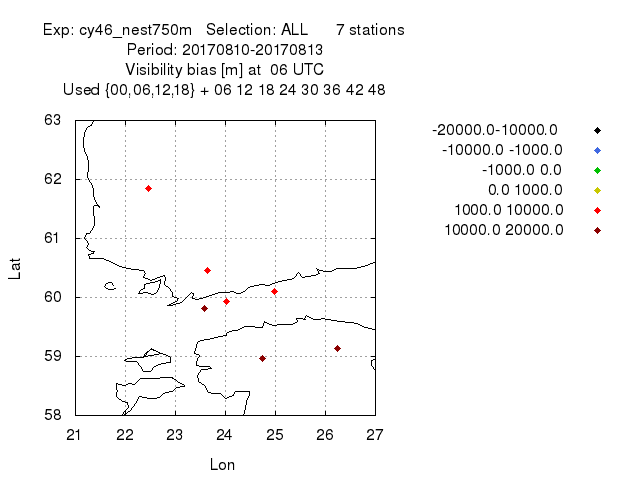 Exp: cy46_nest750m   Selection: ALL      7 stations
Period: 20170810-20170813
Visibility bias [m] at  06 UTC
Used {00,06,12,18} + 06 12 18 24 30 36 42 48
-20000.0-10000.0
-10000.0 -1000.0
-1000.0 0.0
0.0 1000.0
1000.0 10000.0
10000.0 20000.0
63
62
61
60
59
58
Lat
21 22 23 24 25 26 27
Lon